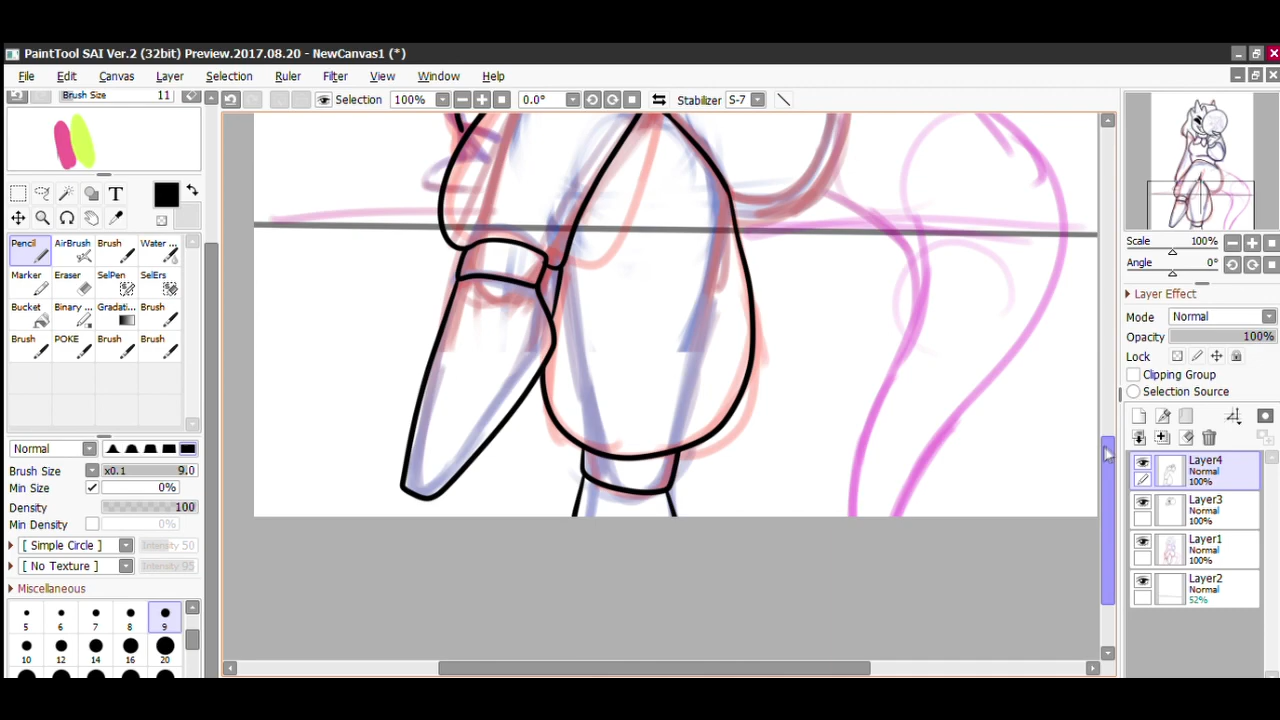 PaintTool SAI Ver.2 (32bit) Preview.2017.08.20 - NewCanvas1 (*)
File Edit Canvas Layer Selection Ruler Filter View Window Help
Brush Size 11
Selection 100% 0.0° Stabilizer S-7
T
Pencil AirBrush Brush Water ...
Marker Eraser SelPen SelErs
Bucket Binary ... Gradati... Brush
Brush POKE Brush Brush
Normal
Brush Size x0.1 9.0
Min Size 0%
Density 100
Min Density 0%
[ Simple Circle ] Intensity 50
[ No Texture ] Intensity 95
Miscellaneous
5 6 7 8 9
10 12 14 16 20
Scale 100%
Angle 0°
Layer Effect
Mode Normal
Opacity 100%
Lock
Clipping Group
Selection Source
Layer4
Normal
100%
Layer3
Normal
100%
Layer1
Normal
100%
Layer2
Normal
52%